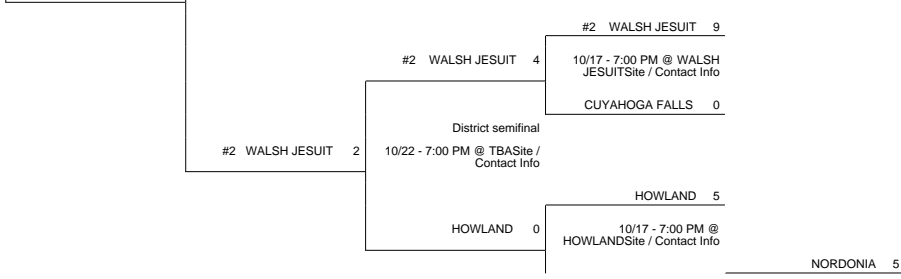 #2 WALSH JESUIT 9
#2 WALSH JESUIT 4
10/17 - 7:00 PM @ WALSH
JESUITSite / Contact Info
CUYAHOGA FALLS 0
District semifinal
#2 WALSH JESUIT 2
10/22 - 7:00 PM @ TBASite /
Contact Info
HOWLAND 5
HOWLAND 0
10/17 - 7:00 PM @
HOWLANDSite / Contact Info
NORDONIA 5